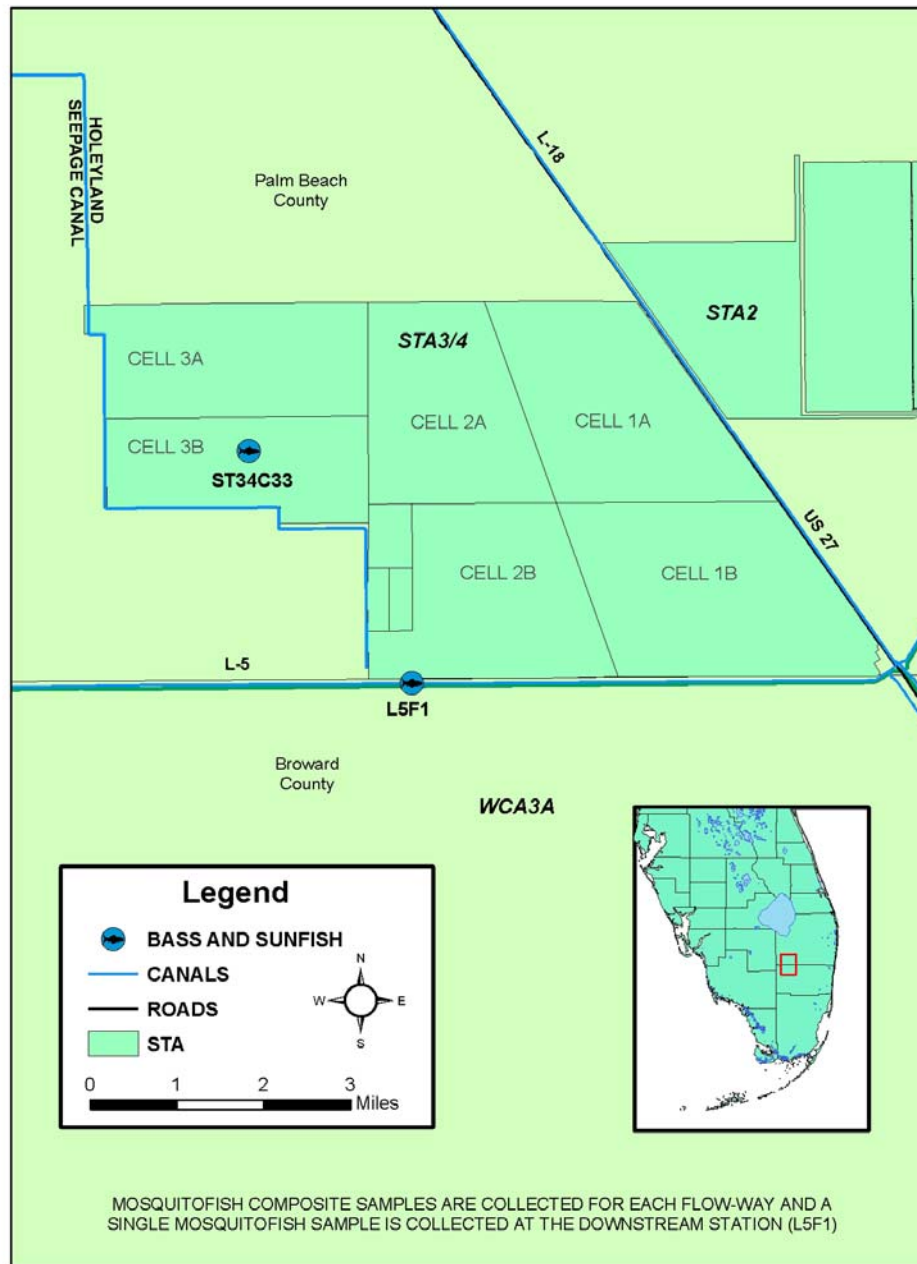 HOLEYLAND
SEEPAGE CANAL
Palm Beach
County
L-18
STA2
STA3/4
CELL 3A
CELL 2A
CELL 1A
CELL 3B
ST34C33
US 27
CELL 2B
CELL 1B
L-5
L5F1
Broward
County
WCA3A
Legend
BASS AND SUNFISH
CANALS
ROADS
STA
N
W
E
S
0 1 2 3
Miles
MOSQUITOFISH COMPOSITE SAMPLES ARE COLLECTED FOR EACH FLOW-WAY AND A
SINGLE MOSQUITOFISH SAMPLE IS COLLECTED AT THE DOWNSTREAM STATION (L5F1)